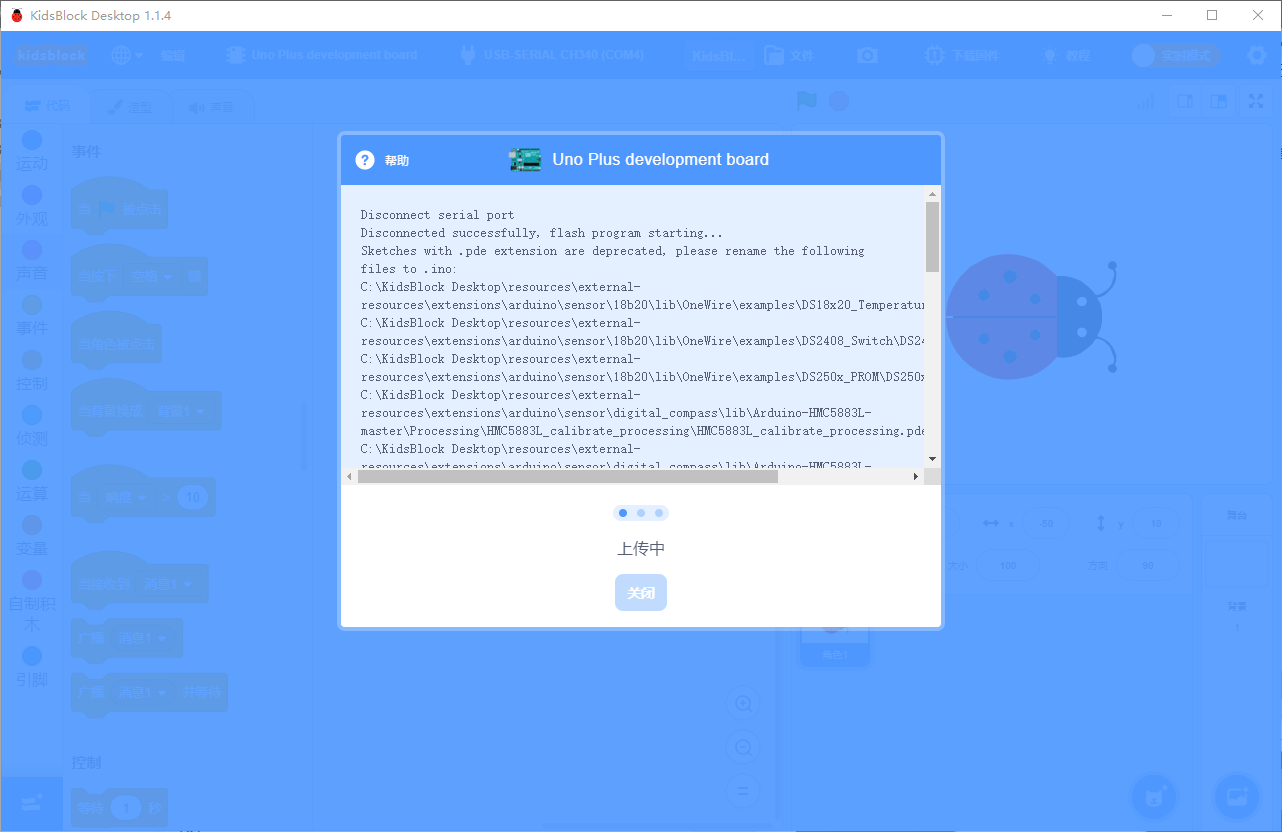 KidsBlock Desktop 1.1.4
kidsblock
编辑
Uno Plus development board
USB-SERIAL CH340 (COM4)
KidsBl...
文件
下载固件
教程
实时模式
代码
造型
声音
运动
外观
声音
事件
控制
侦测
运算
变量
自制积木
引脚
事件
当 被点击
当按下 空格 键
当角色被点击
当背景换成 背景1
当 响度 > 10
当接收到 消息1
广播 消息1
广播 消息1 并等待
控制
等待 1 秒
? 帮助
Uno Plus development board
Disconnect serial port
Disconnected successfully, flash program starting...
Sketches with .pde extension are deprecated, please rename the following
files to .ino:
C:\KidsBlock Desktop\resources\external-
resources\extensions\arduino\sensor\18b20\lib\OneWire\examples\DS18x20_Temperatur
C:\KidsBlock Desktop\resources\external-
resources\extensions\arduino\sensor\18b20\lib\OneWire\examples\DS2408_Switch\DS24
C:\KidsBlock Desktop\resources\external-
resources\extensions\arduino\sensor\18b20\lib\OneWire\examples\DS250x_PROM\DS250x
C:\KidsBlock Desktop\resources\external-
resources\extensions\arduino\sensor\digital_compass\lib\Arduino-HMC5883L-
master\Processing\HMC5883L_calibrate_processing\HMC5883L_calibrate_processing.pde
C:\KidsBlock Desktop\resources\external-
resources\extensions\arduino\sensor\digital_compass\lib\Arduino-HMC5883L-
上传中
关闭
x -50
y 10
大小 100
方向 90
舞台
背景
1
角色1